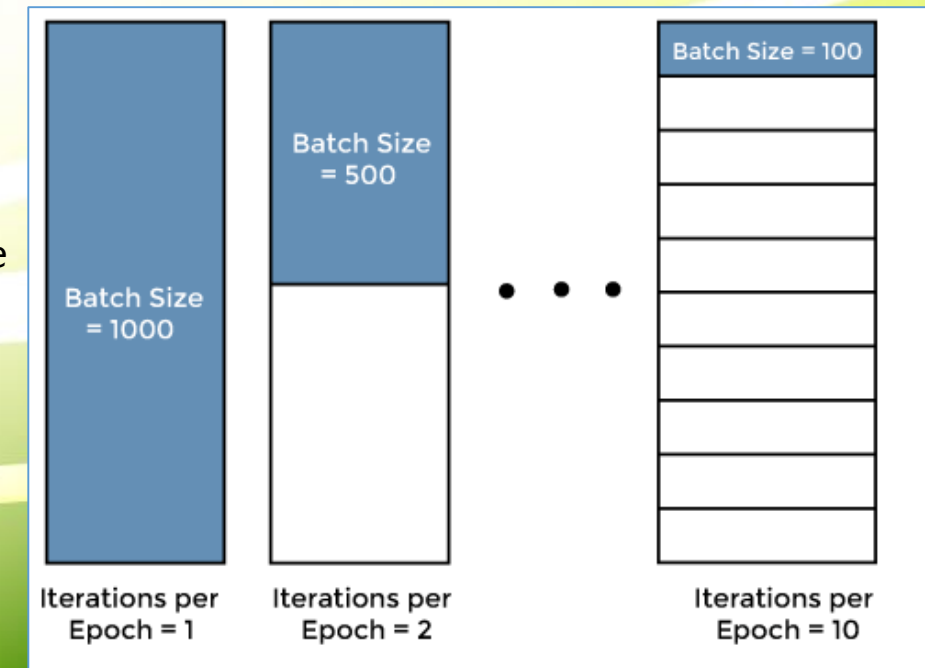 Batch Size = 100
Batch Size
= 500
e
Batch Size
= 1000
Iterations per
Epoch = 1
Iterations per
Epoch = 2
Iterations per
Epoch = 10